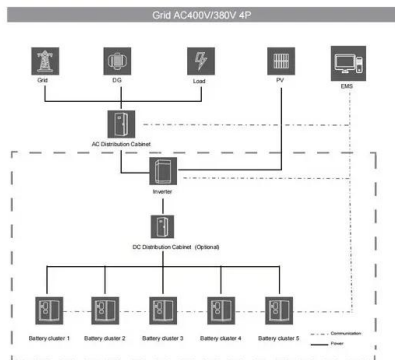 Grid AC400V/380V 4P
Grid
DG
Load
PV
EMS
AC Distribution Cabinet
Inverter
DC Distribution Cabinet (Optional)
Battery cluster 1
Battery cluster 2
Battery cluster 3
Battery cluster 4
Battery cluster 5
Communication
Power